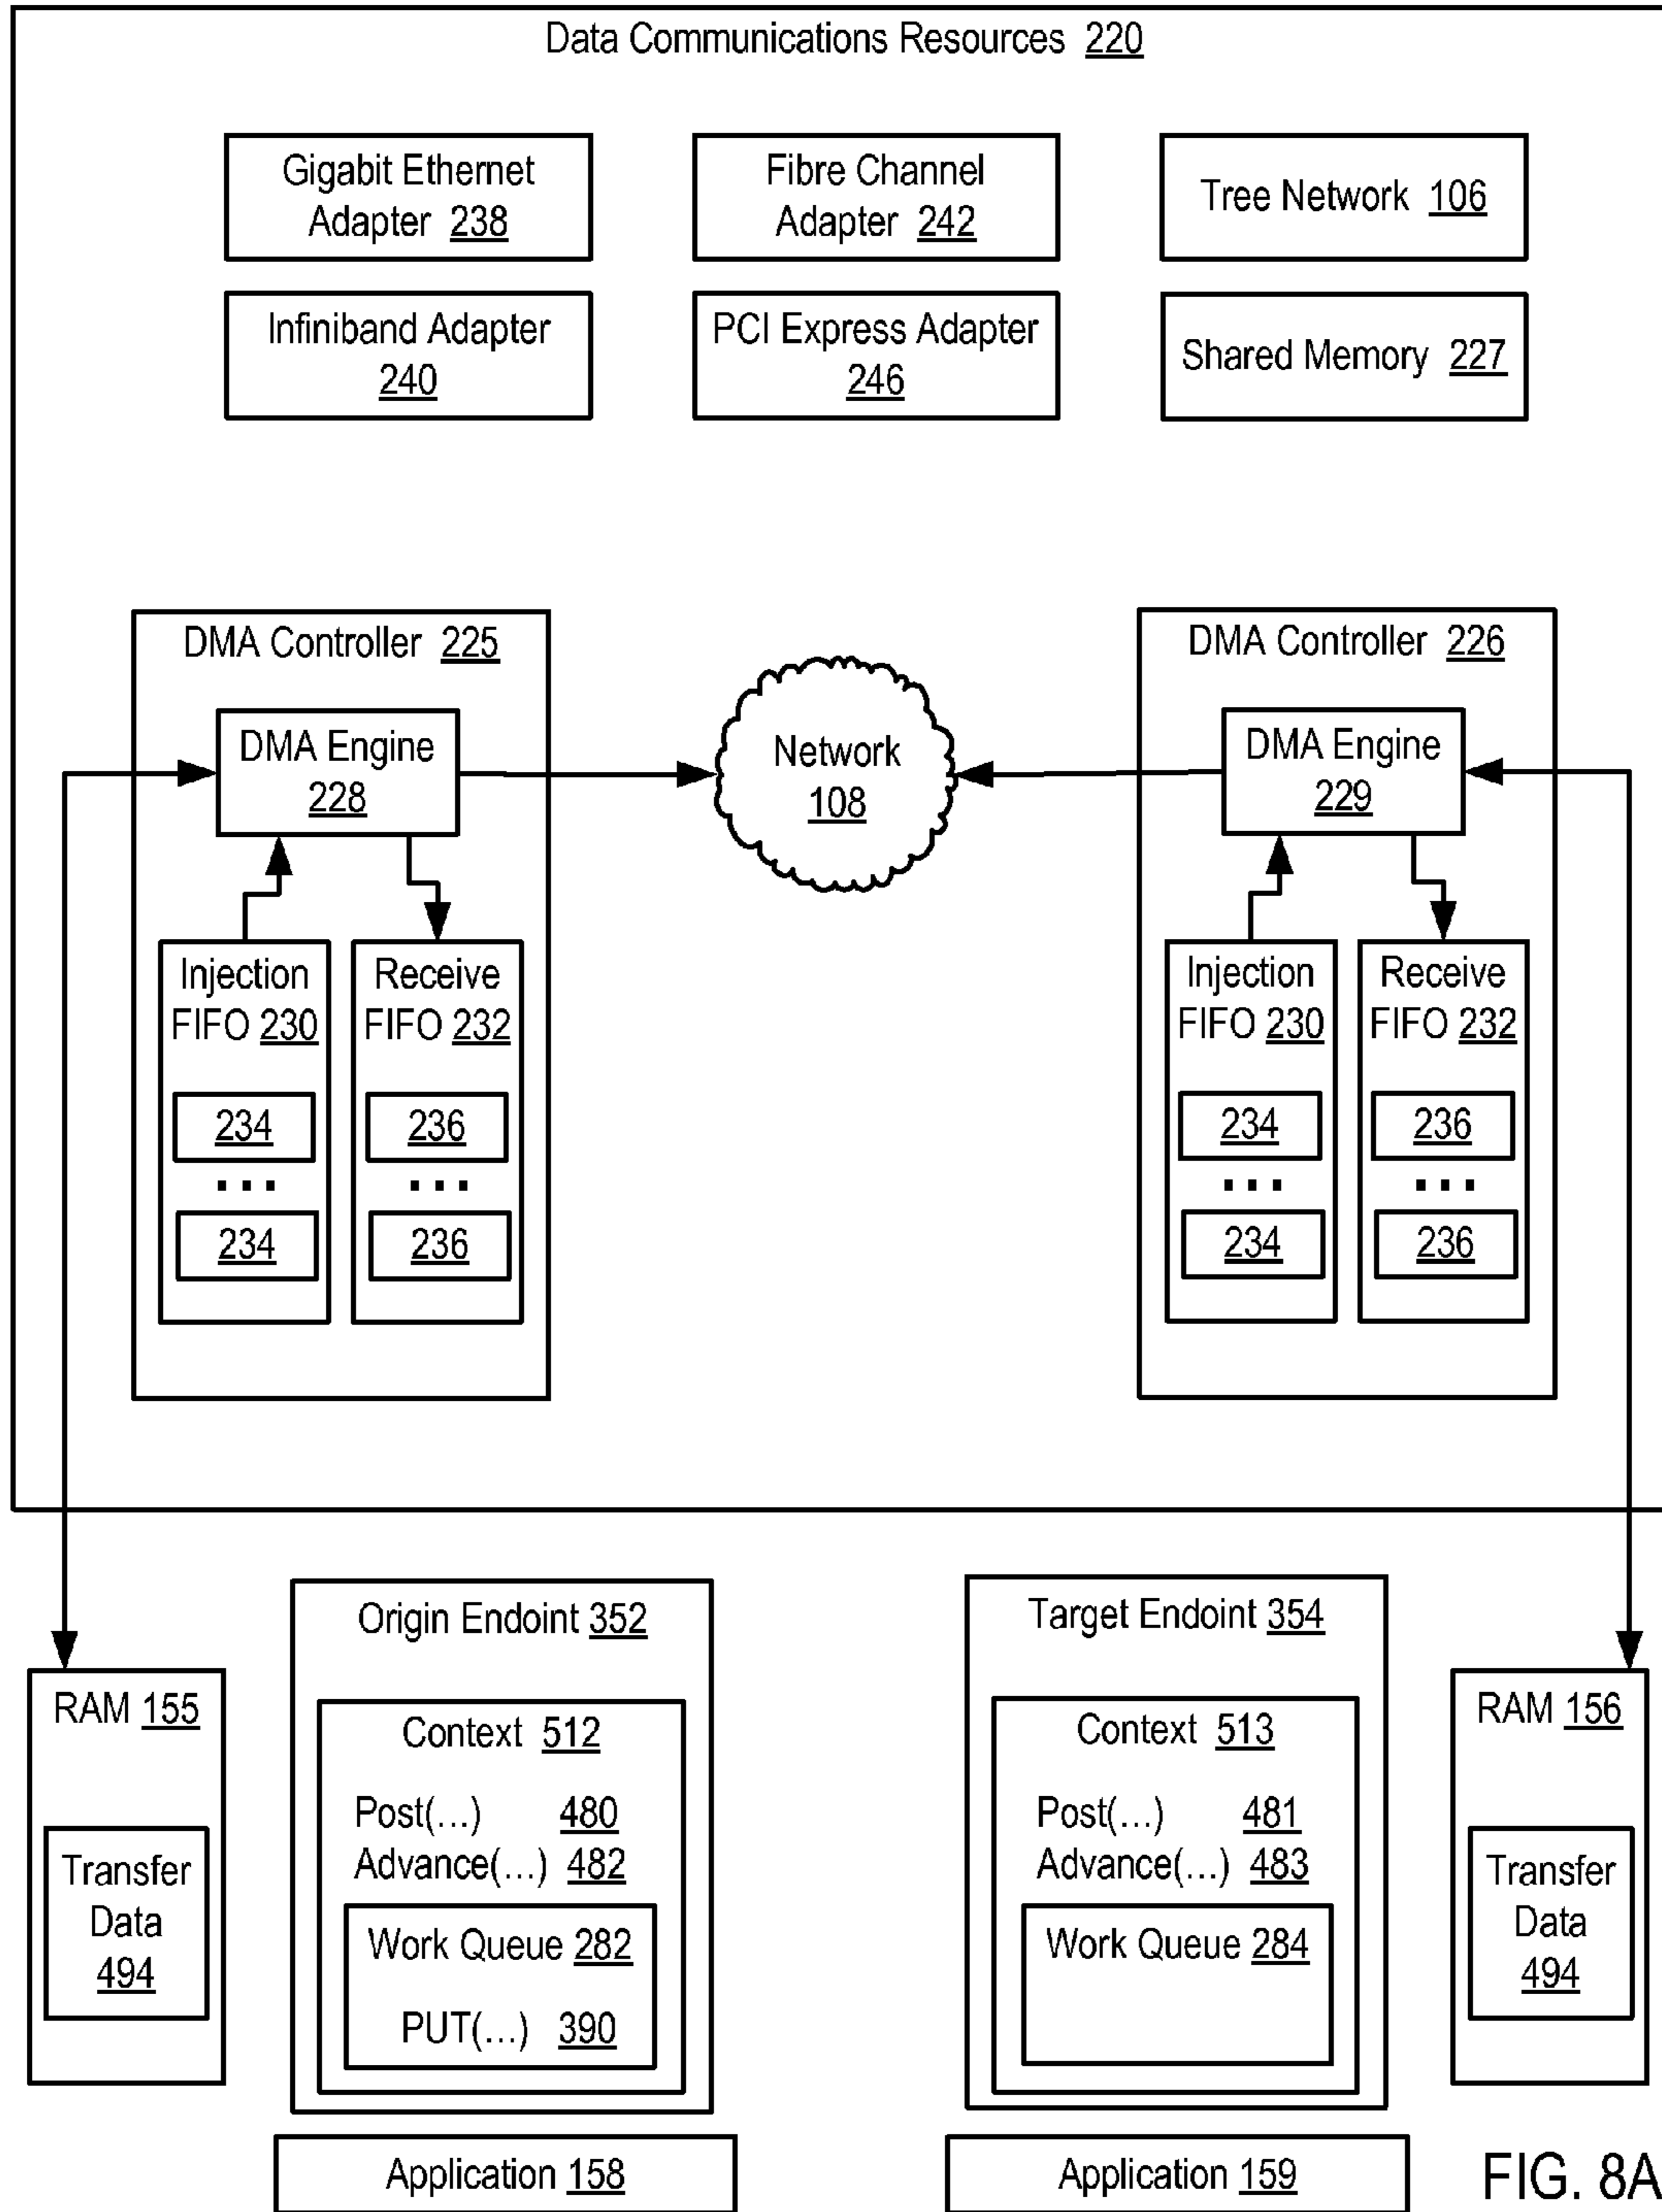 Data Communications Resources 220
Gigabit Ethernet
Adapter 238
Fibre Channel
Adapter 242
Tree Network 106
Infiniband Adapter
240
PCI Express Adapter
246
Shared Memory 227
DMA Controller 225
DMA Engine
228
Injection
FIFO 230
234
...
234
Receive
FIFO 232
236
...
236
Network
108
DMA Controller 226
DMA Engine
229
Injection
FIFO 230
234
...
234
Receive
FIFO 232
236
...
236
RAM 155
Transfer
Data
494
Origin Endoint 352
Context 512
Post(...) 480
Advance(...) 482
Work Queue 282
PUT(...) 390
Target Endoint 354
Context 513
Post(...) 481
Advance(...) 483
Work Queue 284
RAM 156
Transfer
Data
494
Application 158
Application 159
FIG. 8A